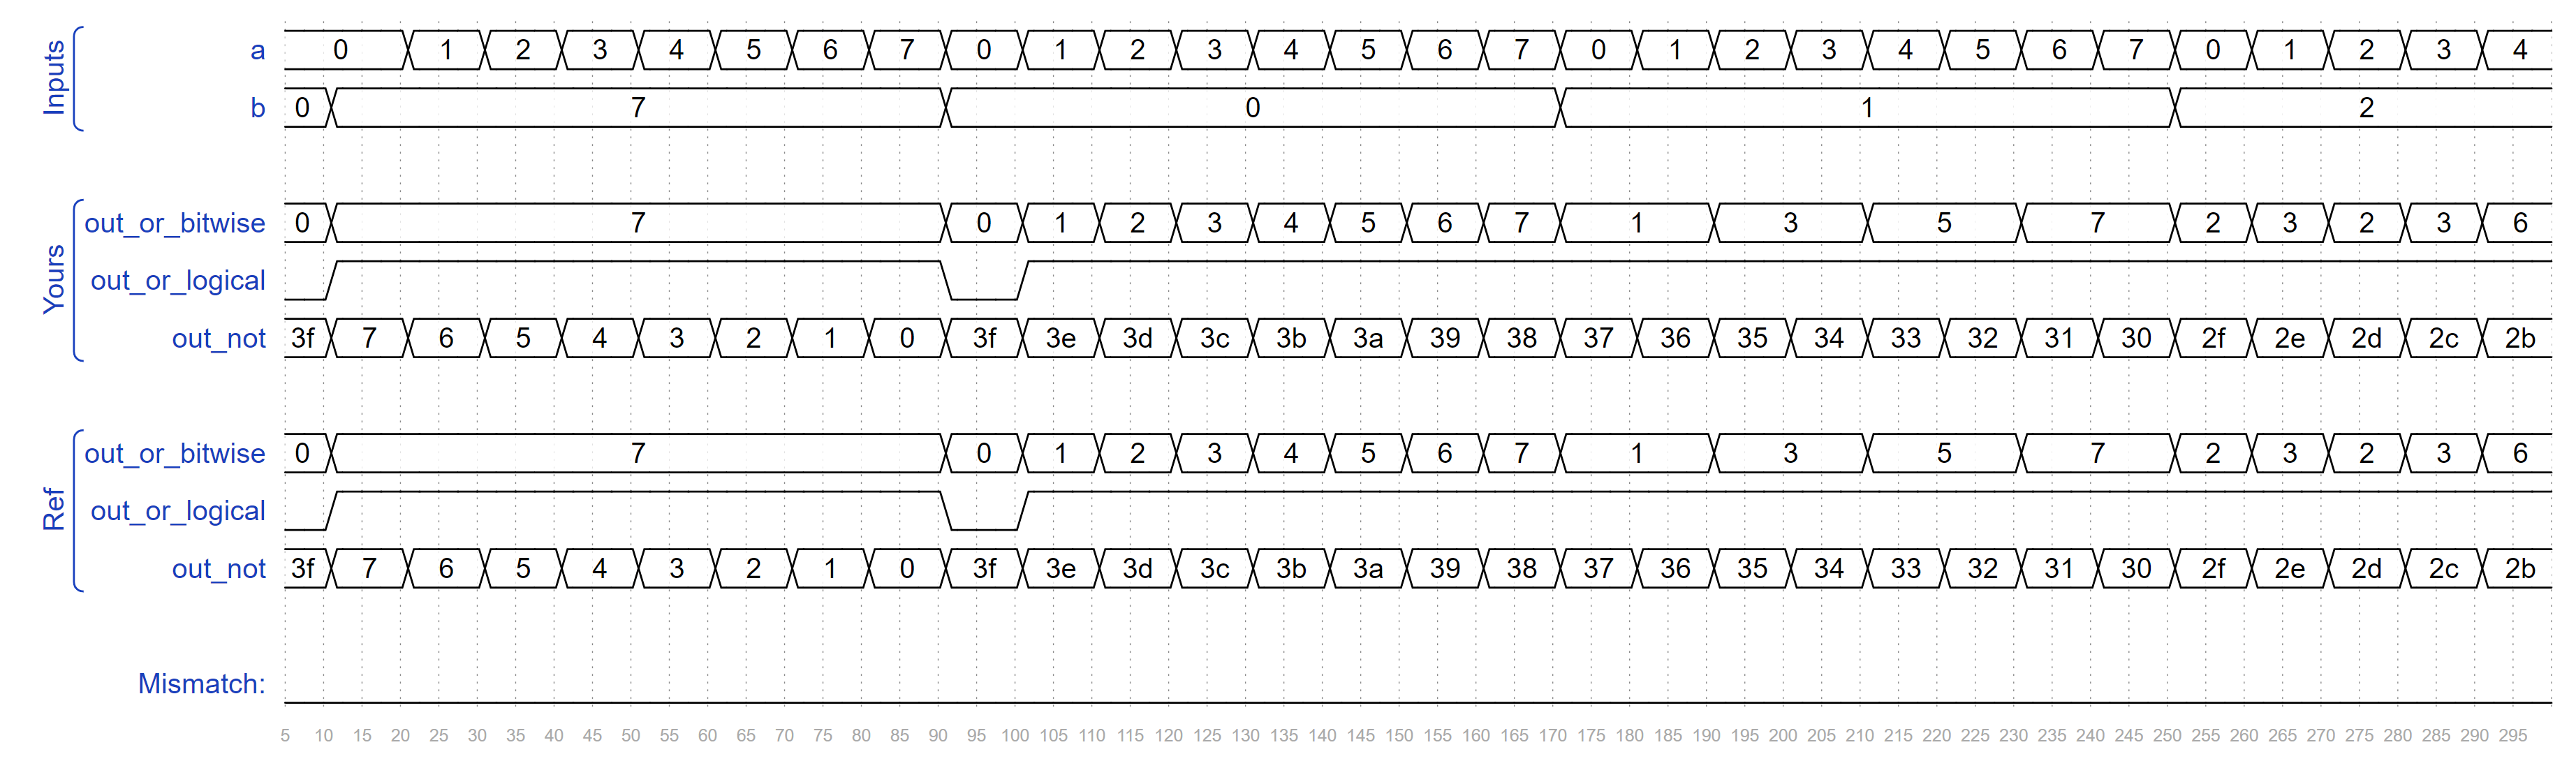 Inputs
a 0 1 2 3 4 5 6 7 0 1 2 3 4 5 6 7 0 1 2 3 4 5 6 7 0 1 2 3 4
b 0 7 0 1 2
Yours
out_or_bitwise 0 7 0 1 2 3 4 5 6 7 1 3 5 7 2 3 2 3 6
out_or_logical
out_not 3f 7 6 5 4 3 2 1 0 3f 3e 3d 3c 3b 3a 39 38 37 36 35 34 33 32 31 30 2f 2e 2d 2c 2b
Ref
out_or_bitwise 0 7 0 1 2 3 4 5 6 7 1 3 5 7 2 3 2 3 6
out_or_logical
out_not 3f 7 6 5 4 3 2 1 0 3f 3e 3d 3c 3b 3a 39 38 37 36 35 34 33 32 31 30 2f 2e 2d 2c 2b
Mismatch:
5 10 15 20 25 30 35 40 45 50 55 60 65 70 75 80 85 90 95 100 105 110 115 120 125 130 135 140 145 150 155 160 165 170 175 180 185 190 195 200 205 210 215 220 225 230 235 240 245 250 255 260 265 270 275 280 285 290 295